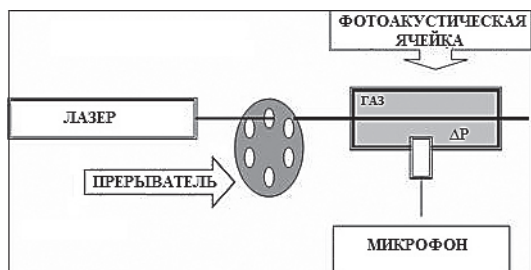 ФОТОАКУСТИЧЕСКАЯ
ЯЧЕЙКА
ГАЗ
ЛАЗЕР
ΔP
ПРЕРЫВАТЕЛЬ
МИКРОФОН